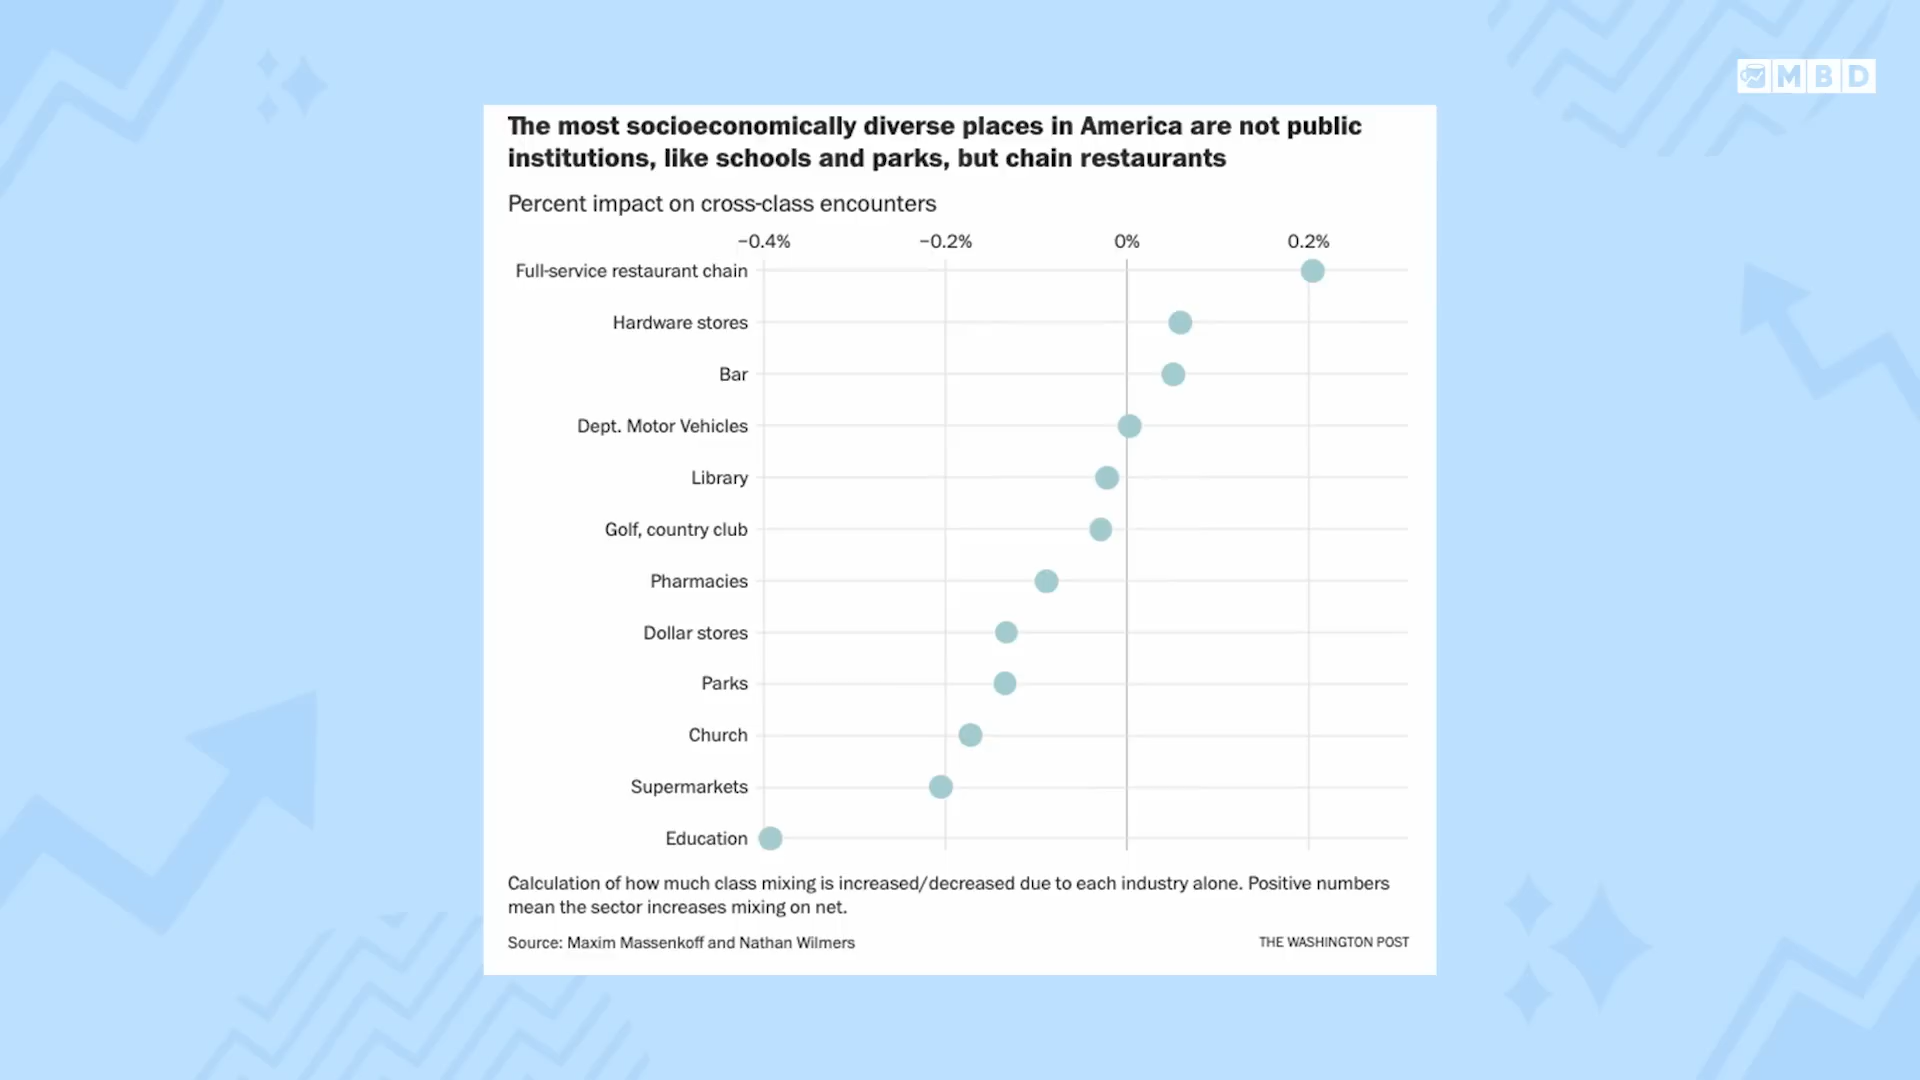 MBD
The most socioeconomically diverse places in America are not public
institutions, like schools and parks, but chain restaurants
Percent impact on cross-class encounters
−0.4% −0.2% 0% 0.2%
Full-service restaurant chain
Hardware stores
Bar
Dept. Motor Vehicles
Library
Golf, country club
Pharmacies
Dollar stores
Parks
Church
Supermarkets
Education
Calculation of how much class mixing is increased/decreased due to each industry alone. Positive numbers
mean the sector increases mixing on net.
Source: Maxim Massenkoff and Nathan Wilmers
THE WASHINGTON POST